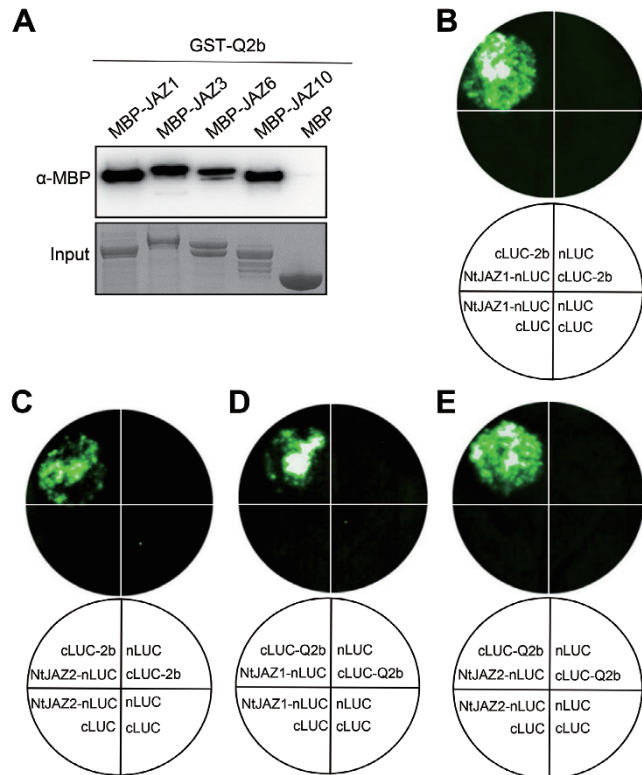 A
GST-Q2b
MBP-JAZ1
MBP-JAZ3
MBP-JAZ6
MBP-JAZ10
MBP
α-MBP
Input
B
cLUC-2b nLUC
NtJAZ1-nLUC cLUC-2b
NtJAZ1-nLUC nLUC
cLUC cLUC
C
cLUC-2b nLUC
NtJAZ2-nLUC cLUC-2b
NtJAZ2-nLUC nLUC
cLUC cLUC
D
cLUC-Q2b nLUC
NtJAZ1-nLUC cLUC-Q2b
NtJAZ1-nLUC nLUC
cLUC cLUC
E
cLUC-Q2b nLUC
NtJAZ2-nLUC cLUC-Q2b
NtJAZ2-nLUC nLUC
cLUC cLUC